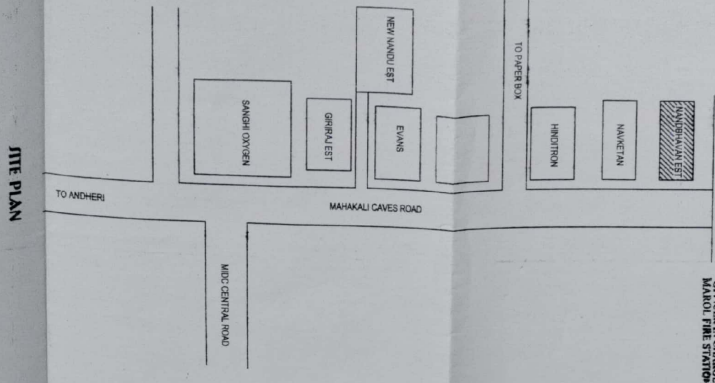 NEW NANDU EST
TO PAPER BOX
SANGHI OXYGEN
GIRIRAJ EST
EVANS
HINDITRON
NAVKETAN
NANDBHAVAN EST
TO ANDHERI
MAHAKALI CAVES ROAD
MIDC CENTRAL ROAD
MAROL FIRE STATION
SITE PLAN